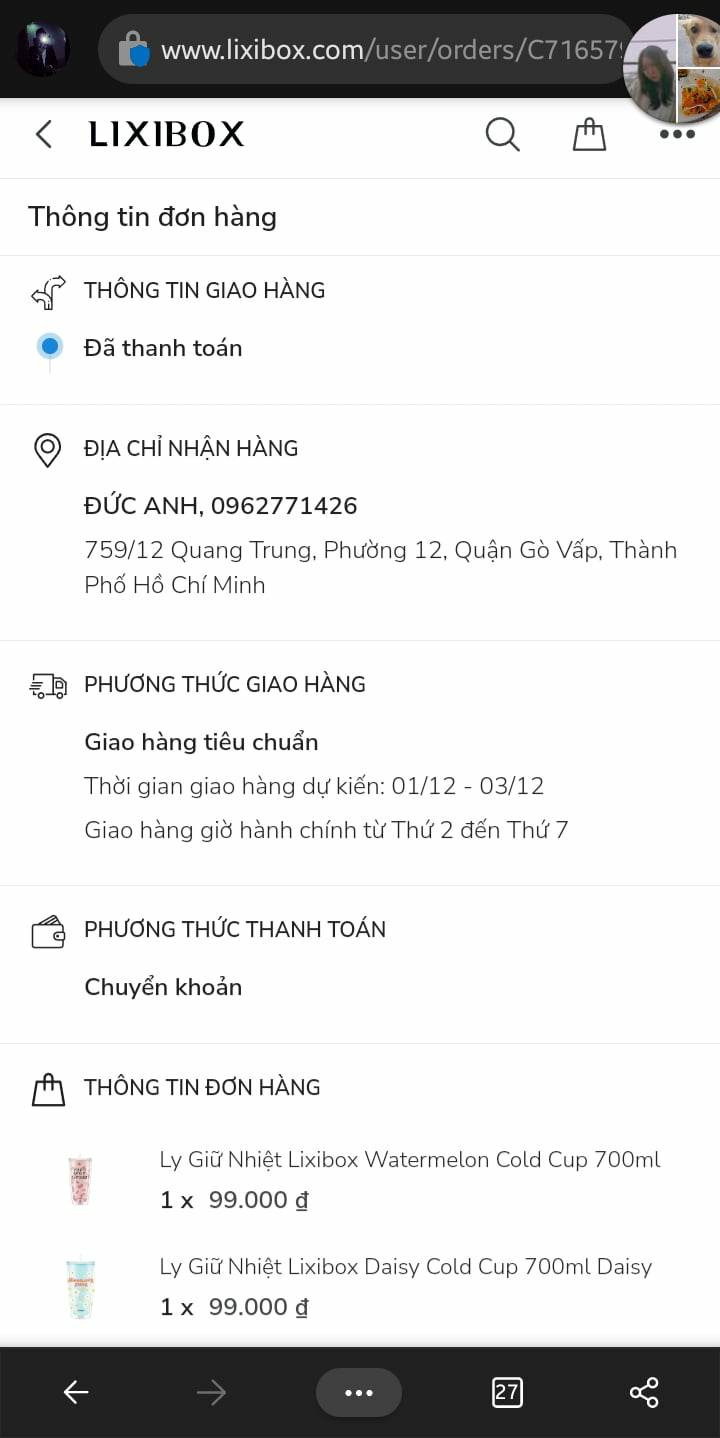 www.lixibox.com/user/orders/C71657
LIXIBOX
Thông tin đơn hàng
THÔNG TIN GIAO HÀNG
Đã thanh toán
ĐỊA CHỈ NHẬN HÀNG
ĐỨC ANH, 0962771426
759/12 Quang Trung, Phường 12, Quận Gò Vấp, Thành
Phố Hồ Chí Minh
PHƯƠNG THỨC GIAO HÀNG
Giao hàng tiêu chuẩn
Thời gian giao hàng dự kiến: 01/12 - 03/12
Giao hàng giờ hành chính từ Thứ 2 đến Thứ 7
PHƯƠNG THỨC THANH TOÁN
Chuyển khoản
THÔNG TIN ĐƠN HÀNG
Ly Giữ Nhiệt Lixibox Watermelon Cold Cup 700ml
1 x 99.000 ₫
Ly Giữ Nhiệt Lixibox Daisy Cold Cup 700ml Daisy
1 x 99.000 ₫
27